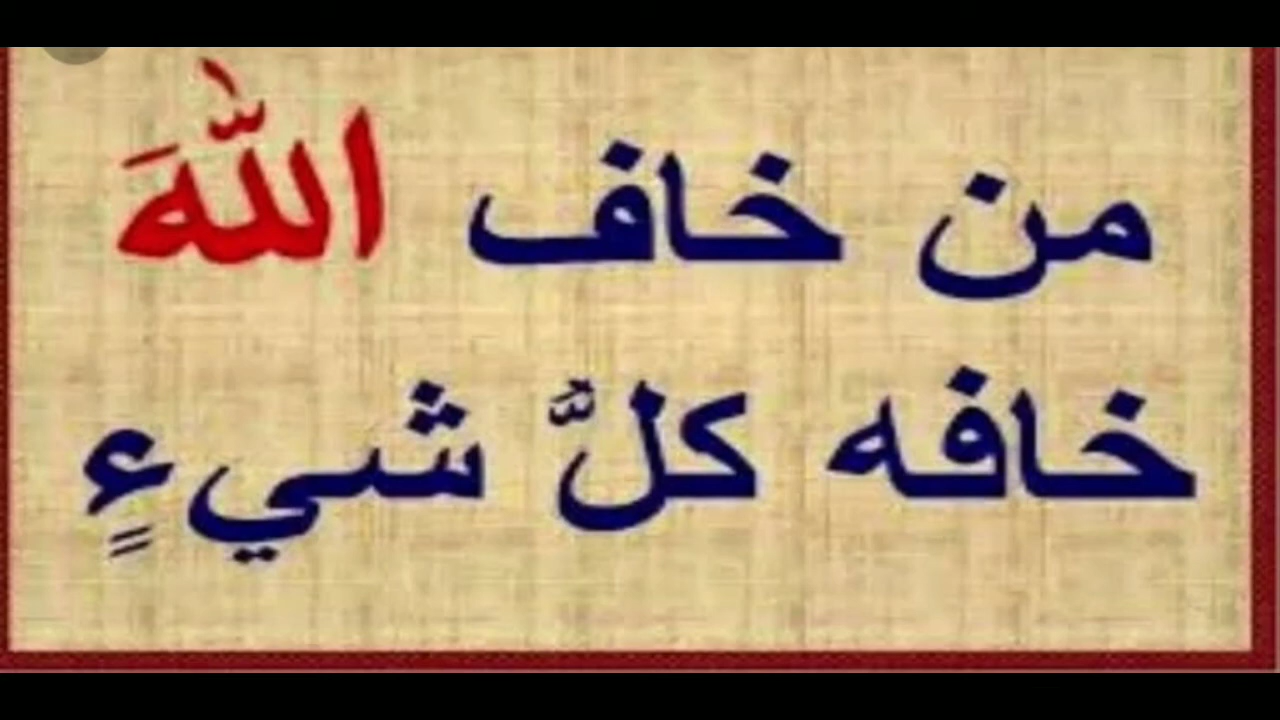 من خاف اللهَ
خافه كلُّ شيءٍ